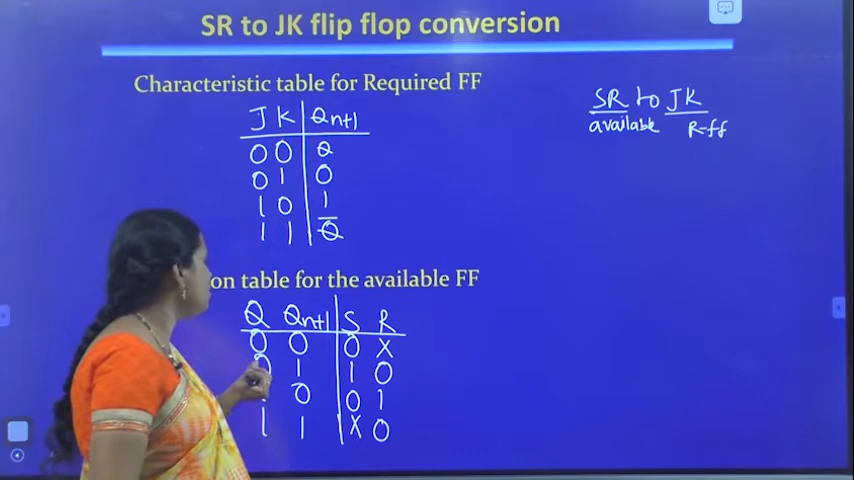 SR to JK flip flop conversion
Characteristic table for Required FF
SR to JK
available R-ff
J K Qn+1
0 0 Q
0 1 0
1 0 1
1 1 Q̅
on table for the available FF
Q Qn+1 S R
0 0 0 X
0 1 1 0
1 0 0 1
1 1 X 0